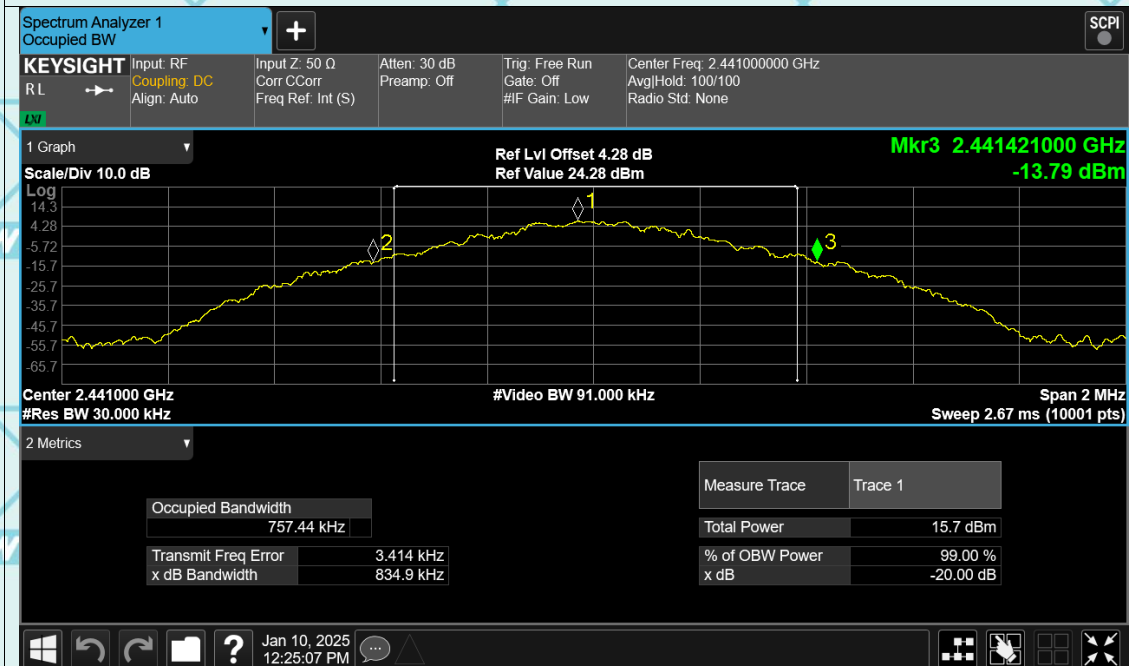 Spectrum Analyzer 1
Occupied BW
+
SCPI
KEYSIGHT Input: RF Input Z: 50 Ω Atten: 30 dB Trig: Free Run Center Freq: 2.441000000 GHz
RL Coupling: DC Corr CCorr Preamp: Off Gate: Off Avg|Hold: 100/100
Align: Auto Freq Ref: Int (S) #IF Gain: Low Radio Std: None
LXI
1 Graph
Ref Lvl Offset 4.28 dB Mkr3 2.441421000 GHz
Scale/Div 10.0 dB Ref Value 24.28 dBm -13.79 dBm
Log
14.3
4.28
-5.72
-15.7
-25.7
-35.7
-45.7
-55.7
-65.7
1
2
3
Center 2.441000 GHz #Video BW 91.000 kHz Span 2 MHz
#Res BW 30.000 kHz Sweep 2.67 ms (10001 pts)
2 Metrics
Measure Trace Trace 1
Occupied Bandwidth
757.44 kHz
Total Power 15.7 dBm
Transmit Freq Error 3.414 kHz % of OBW Power 99.00 %
x dB Bandwidth 834.9 kHz x dB -20.00 dB
? Jan 10, 2025
12:25:07 PM